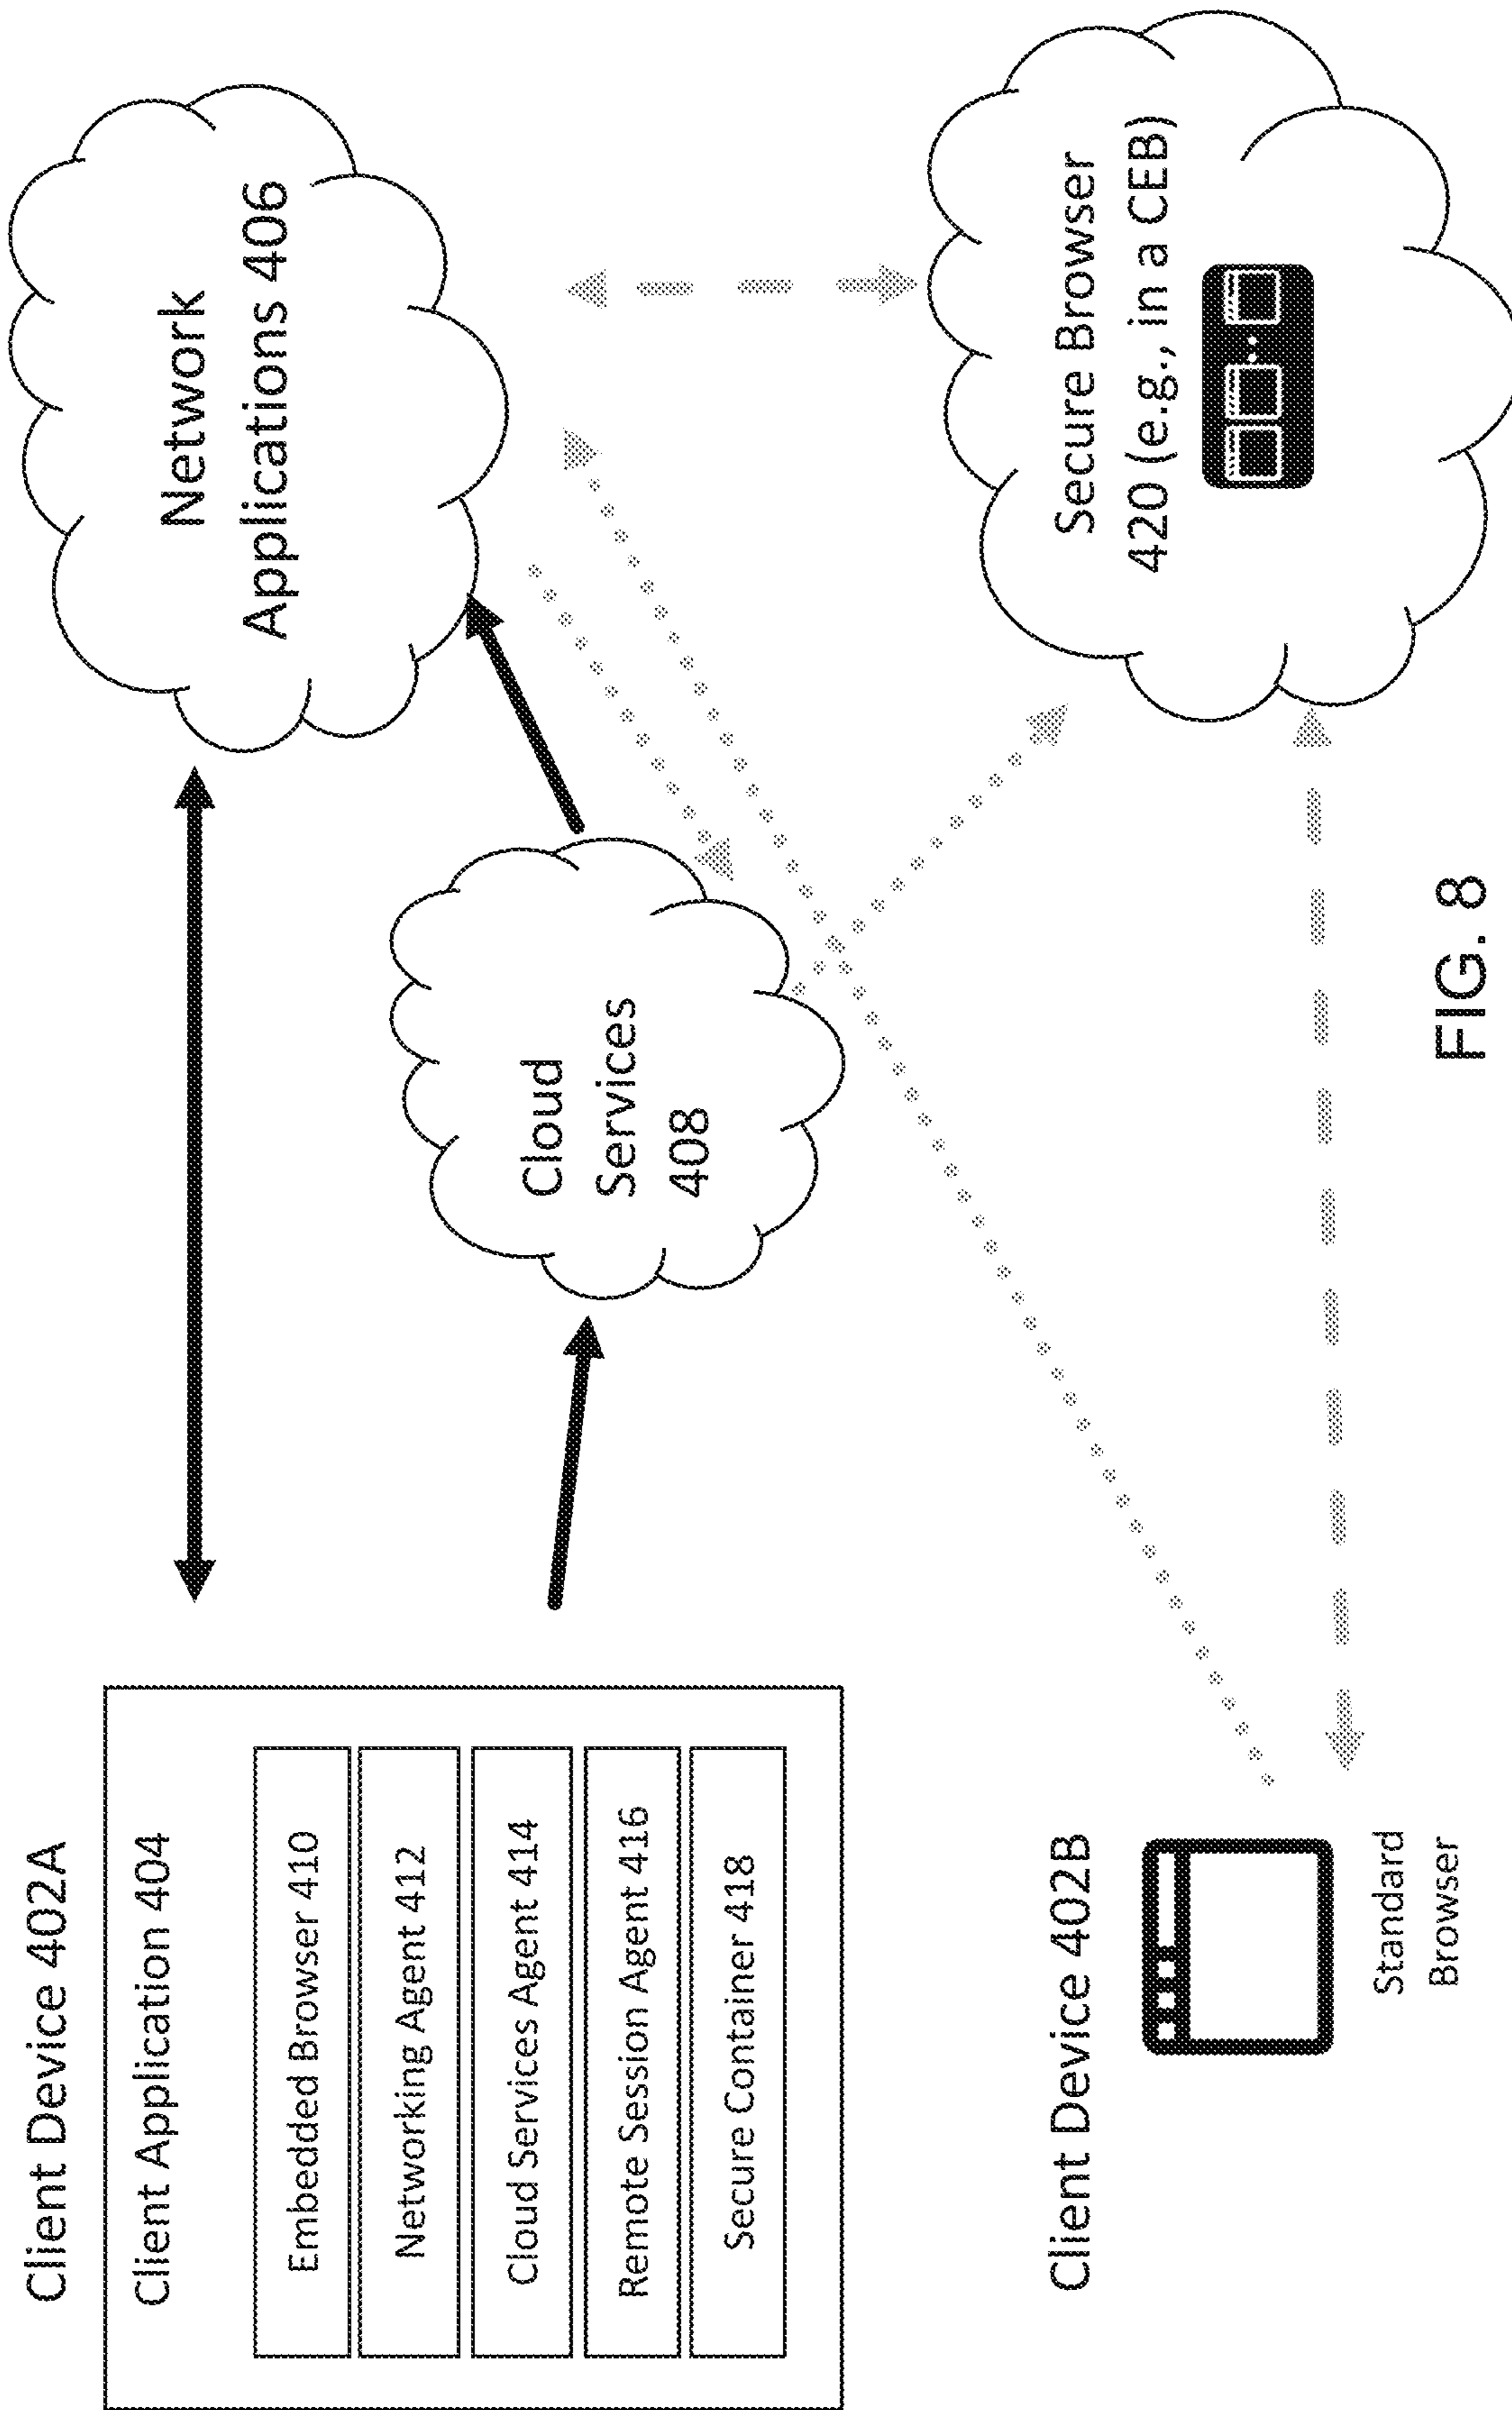 Client Device 402A
Client Application 404
Embedded Browser 410
Networking Agent 412
Cloud Services Agent 414
Remote Session Agent 416
Secure Container 418
Network
Applications 406
Cloud
Services
408
Client Device 402B
Standard
Browser
Secure Browser
420 (e.g., in a CEB)
FIG. 8